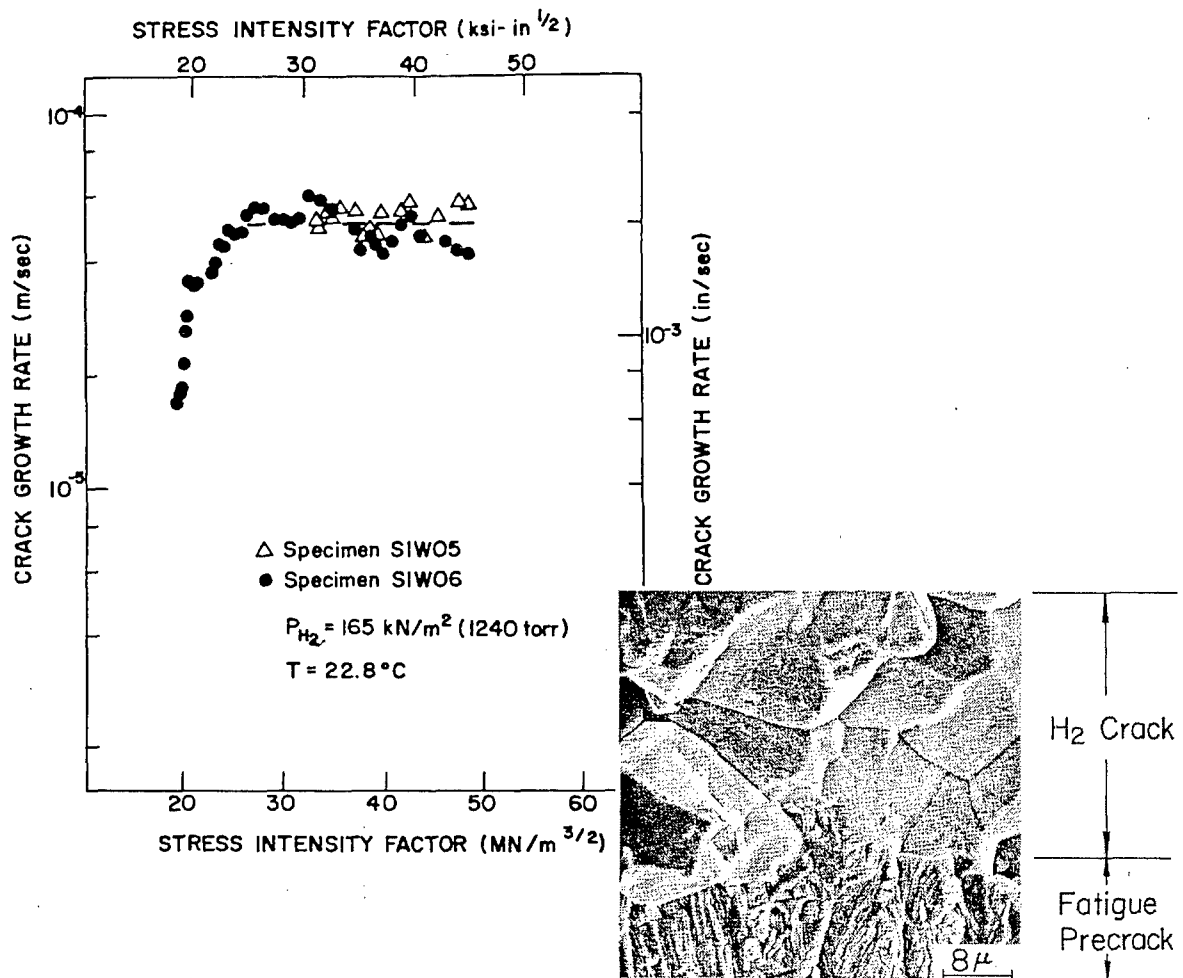 STRESS INTENSITY FACTOR (ksi-in 1/2)
20 30 40 50
10-4
10-5
CRACK GROWTH RATE (m/sec)
10-3
CRACK GROWTH RATE (in/sec)
△ Specimen SIW05
● Specimen SIW06
PH2 = 165 kN/m2 (1240 torr)
T = 22.8°C
20 30 40 50 60
STRESS INTENSITY FACTOR (MN/m 3/2)
H2 Crack
Fatigue
Precrack
8μ